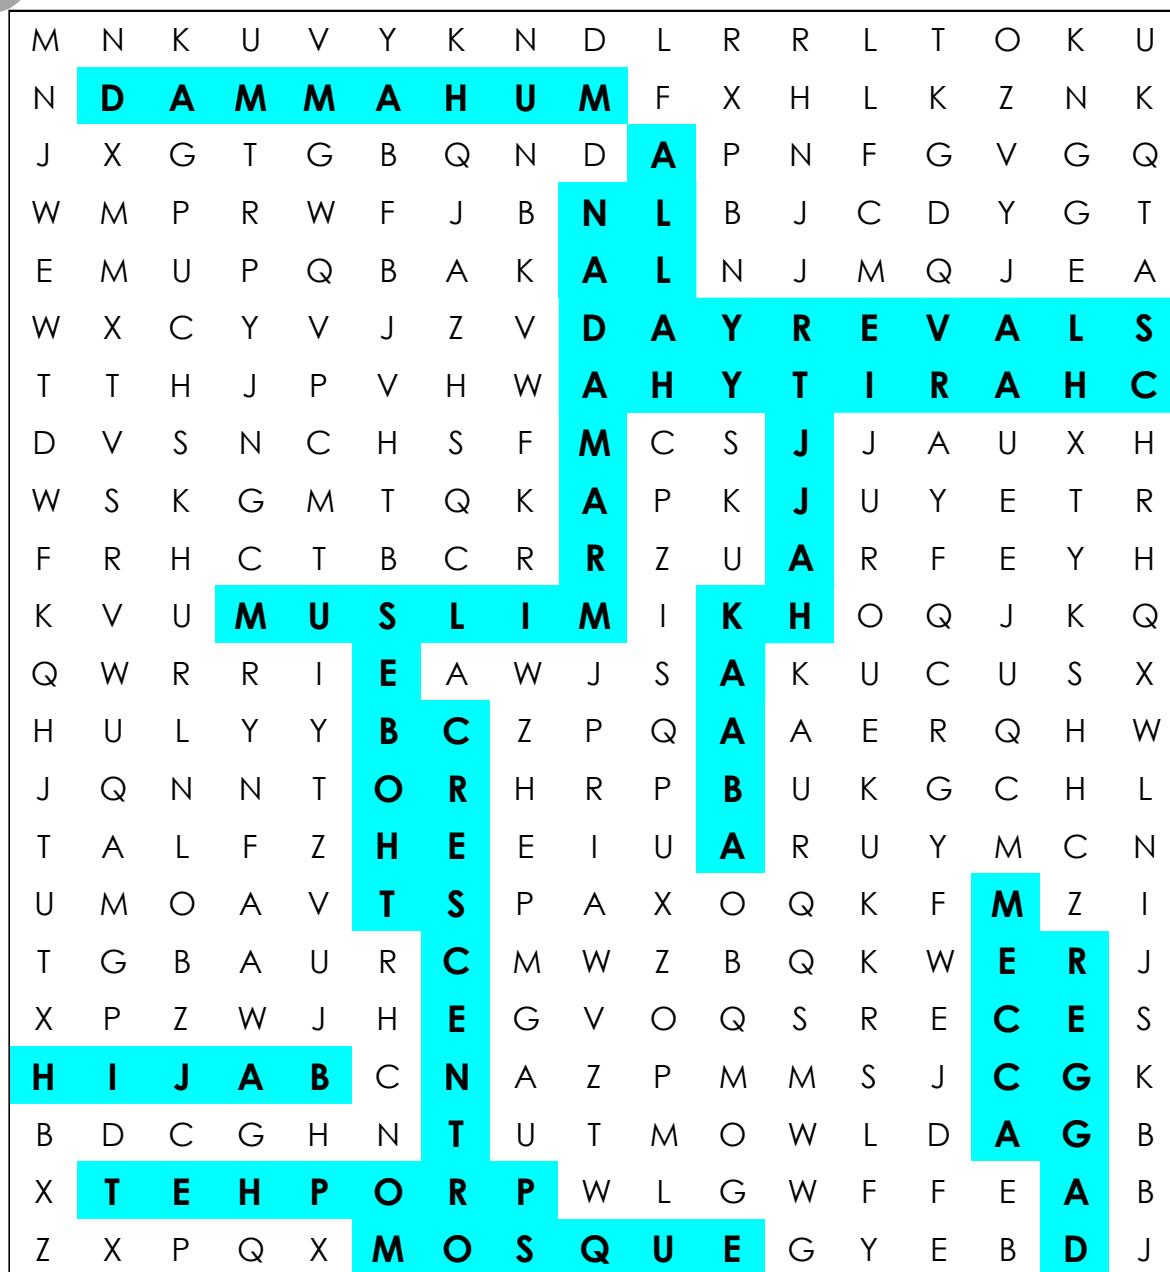 M N K U V Y K N D L R R L T O K U
N D A M M A H U M F X H L K Z N K
J X G T G B Q N D A P N F G V G Q
W M P R W F J B N L B J C D Y G T
E M U P Q B A K A L N J M Q J E A
W X C Y V J Z V D A Y R E V A L S
T T H J P V H W A H Y T I R A H C
D V S N C H S F M C S J J A U X H
W S K G M T Q K A P K J U Y E T R
F R H C T B C R R Z U A R F E Y H
K V U M U S L I M I K H O Q J K Q
Q W R R I E A W J S A K U C U S X
H U L Y Y B C Z P Q A A E R Q H W
J Q N N T O R H R P B U K G C H L
T A L F Z H E E I U A R U Y M C N
U M O A V T S P A X O Q K F M Z I
T G B A U R C M W Z B Q K W E R J
X P Z W J H E G V O Q S R E C E S
H I J A B C N A Z P M M S J C G K
B D C G H N T U T M O W L D A G B
X T E H P O R P W L G W F F E A B
Z X P Q X M O S Q U E G Y E B D J